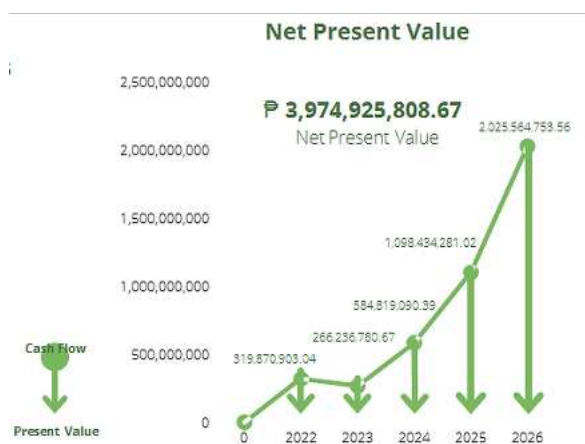 Net Present Value
2,500,000,000
₱ 3,974,925,808.67
Net Present Value
2,025,564,753.56
2,000,000,000
1,500,000,000
1,098,434,281.02
1,000,000,000
584,819,090.39
266,236,780.67
319,870,903.04
500,000,000
Cash Flow
Present Value
0
0 2022 2023 2024 2025 2026